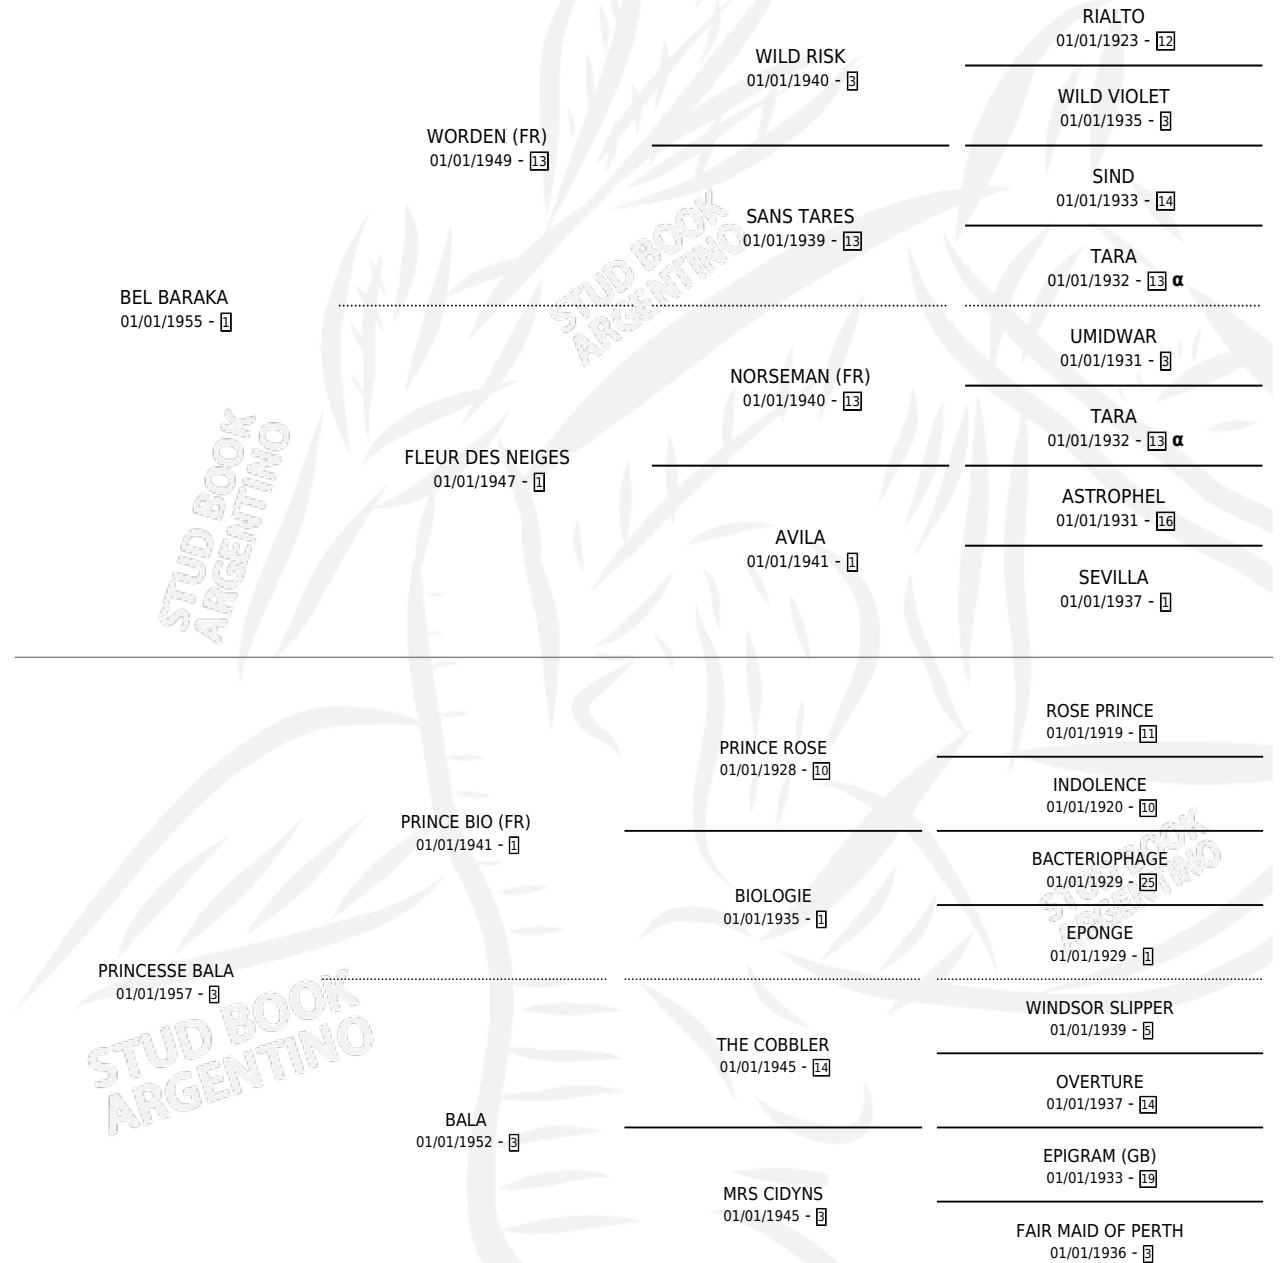 RIALTO
01/01/1923 - 12
WILD RISK
01/01/1940 - 3
WILD VIOLET
01/01/1935 - 3
WORDEN (FR)
01/01/1949 - 13
SIND
01/01/1933 - 14
SANS TARES
01/01/1939 - 13
TARA
01/01/1932 - 13 α
BEL BARAKA
01/01/1955 - 1
UMIDWAR
01/01/1931 - 3
NORSEMAN (FR)
01/01/1940 - 13
TARA
01/01/1932 - 13 α
FLEUR DES NEIGES
01/01/1947 - 1
ASTROPHEL
01/01/1931 - 16
AVILA
01/01/1941 - 1
SEVILLA
01/01/1937 - 1
STUD BOOK
ARGENTINO
STUD BOOK
ARGENTINO
ROSE PRINCE
01/01/1919 - 11
PRINCE ROSE
01/01/1928 - 10
INDOLENCE
01/01/1920 - 10
PRINCE BIO (FR)
01/01/1941 - 1
BACTERIOPHAGE
01/01/1929 - 25
BIOLOGIE
01/01/1935 - 1
EPONGE
01/01/1929 - 1
PRINCESSE BALA
01/01/1957 - 3
WINDSOR SLIPPER
01/01/1939 - 5
THE COBBLER
01/01/1945 - 14
OVERTURE
01/01/1937 - 14
BALA
01/01/1952 - 3
EPIGRAM (GB)
01/01/1933 - 19
MRS CIDYNS
01/01/1945 - 3
FAIR MAID OF PERTH
01/01/1936 - 3
STUD BOOK
ARGENTINO
STUD BOOK
ARGENTINO